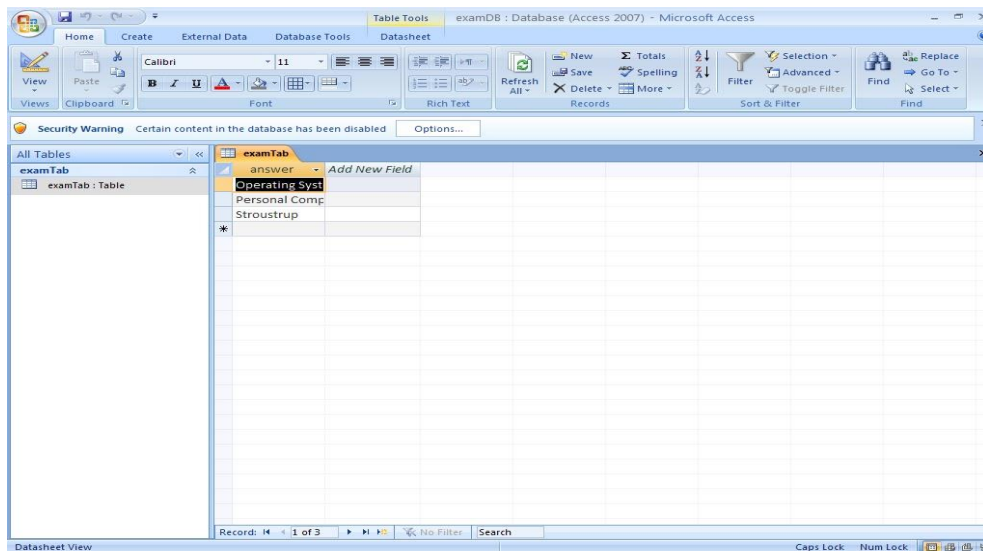 Table Tools examDB : Database (Access 2007) - Microsoft Access
Home Create External Data Database Tools Datasheet
View Paste Calibri 11 B I U A ab Refresh All New Save Delete Totals Spelling More Filter Selection Advanced Toggle Filter Find Replace Go To Select
Views Clipboard Font Rich Text Records Sort & Filter Find
Security Warning Certain content in the database has been disabled Options...
All Tables examTab
examTab answer Add New Field
examTab : Table Operating Syst
Personal Comp
Stroustrup
Record: 1 of 3 No Filter Search
Datasheet View Caps Lock Num Lock